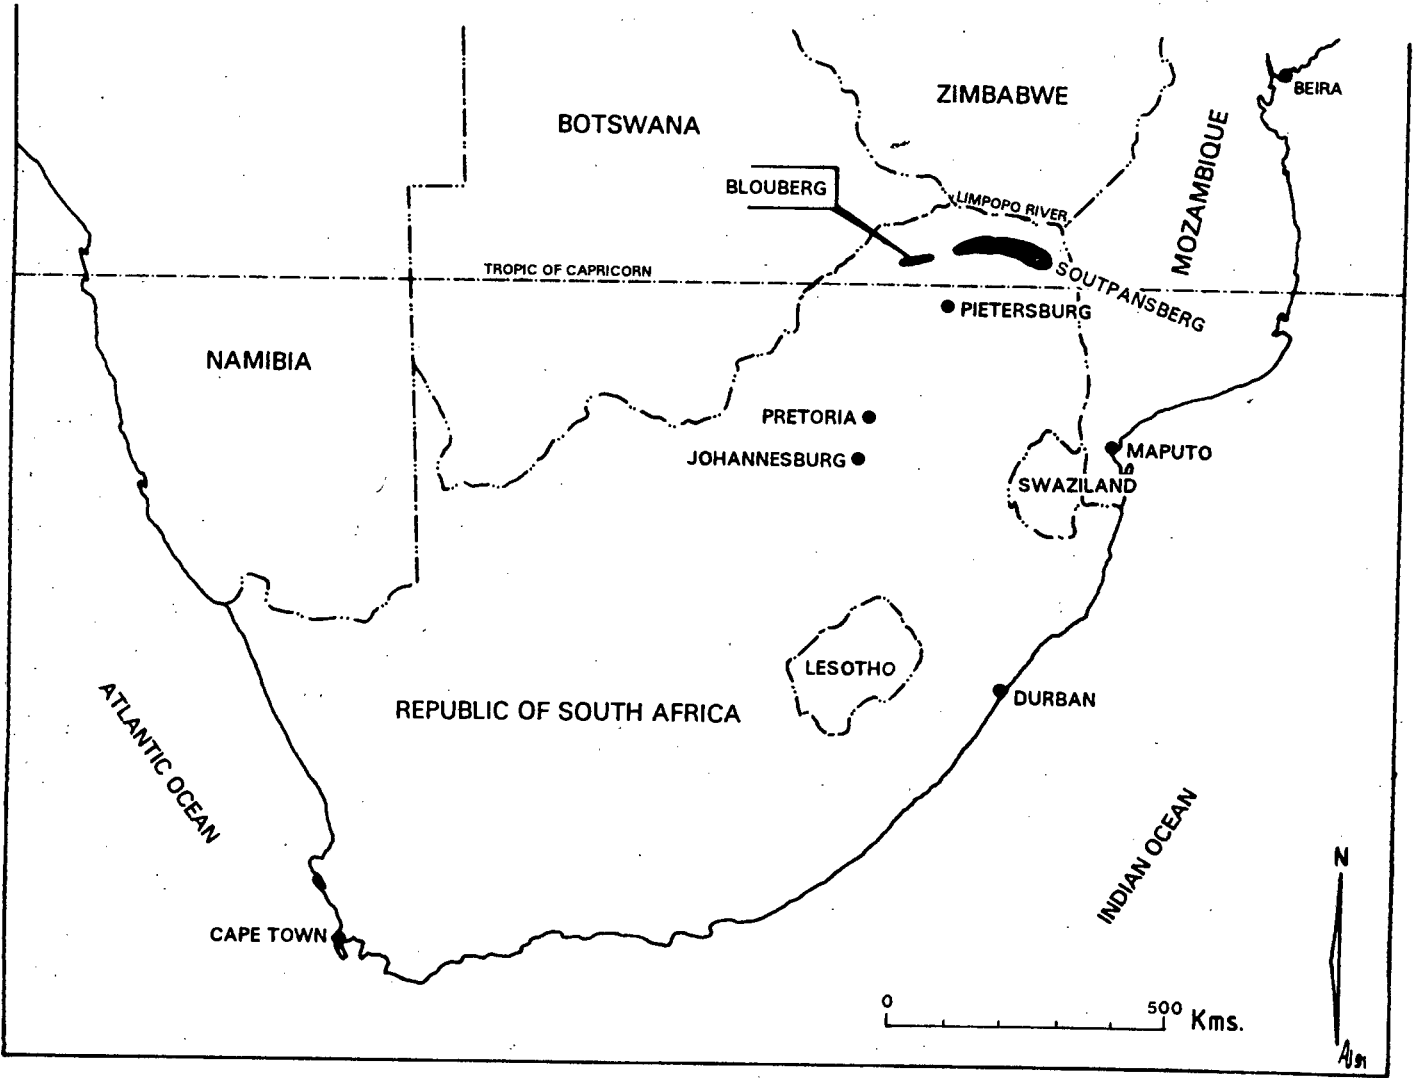 BEIRA
ZIMBABWE
BOTSWANA
MOZAMBIQUE
BLOUBERG
LIMPOPO RIVER
TROPIC OF CAPRICORN
SOUTPANSBERG
PIETERSBURG
NAMIBIA
PRETORIA
JOHANNESBURG
MAPUTO
SWAZILAND
LESOTHO
REPUBLIC OF SOUTH AFRICA
DURBAN
ATLANTIC OCEAN
INDIAN OCEAN
N
CAPE TOWN
0 500 Kms.